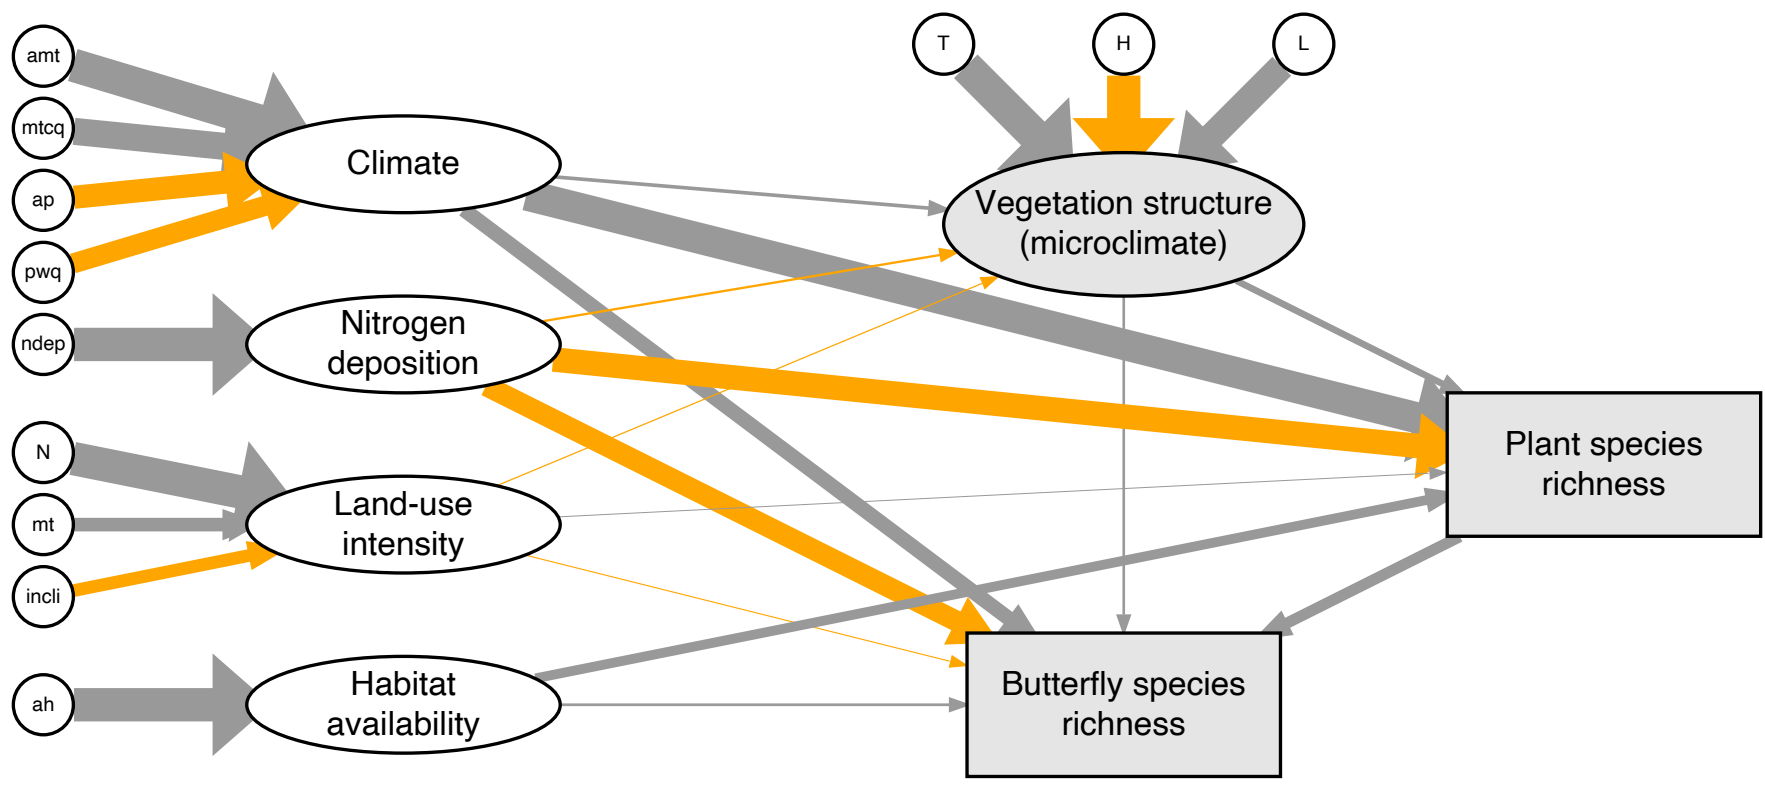 amt
mtcq
ap
pwq
ndep
N
mt
incli
ah
Climate
Nitrogen
deposition
Land-use
intensity
Habitat
availability
T
H
L
Vegetation structure
(microclimate)
Plant species
richness
Butterfly species
richness